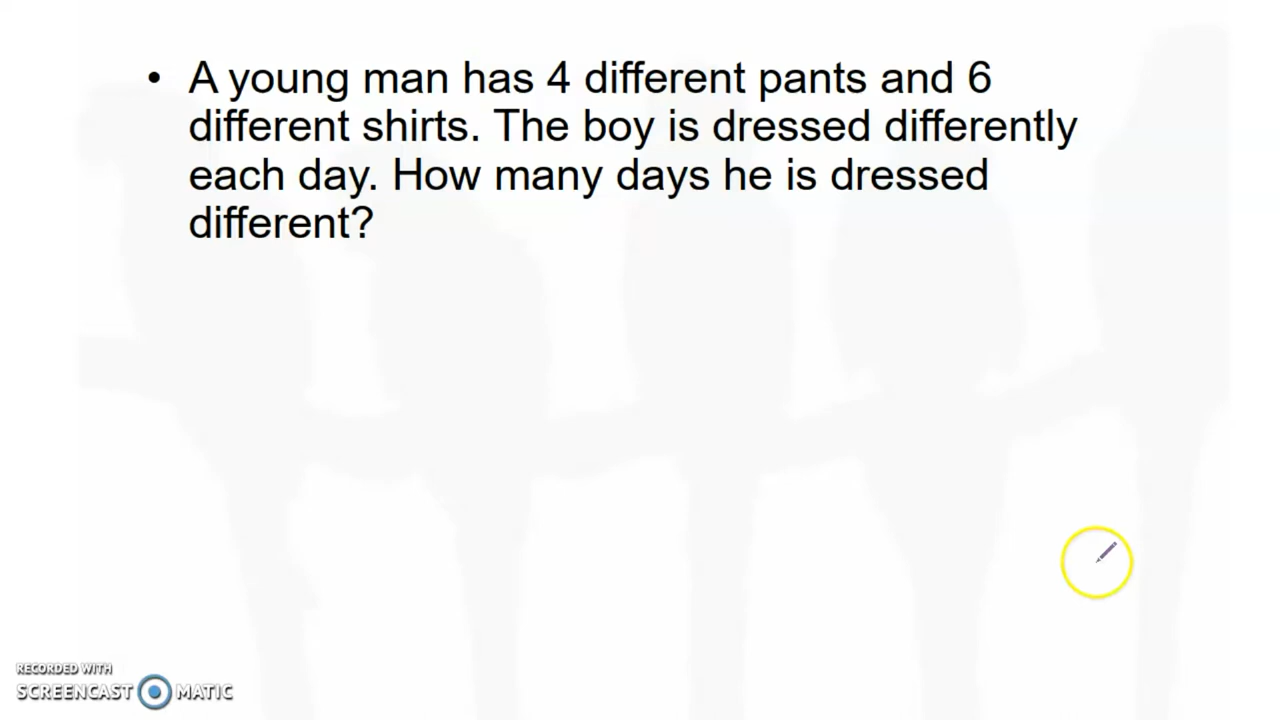 • A young man has 4 different pants and 6
different shirts. The boy is dressed differently
each day. How many days he is dressed
different?
RECORDED WITH
SCREENCAST MATIC